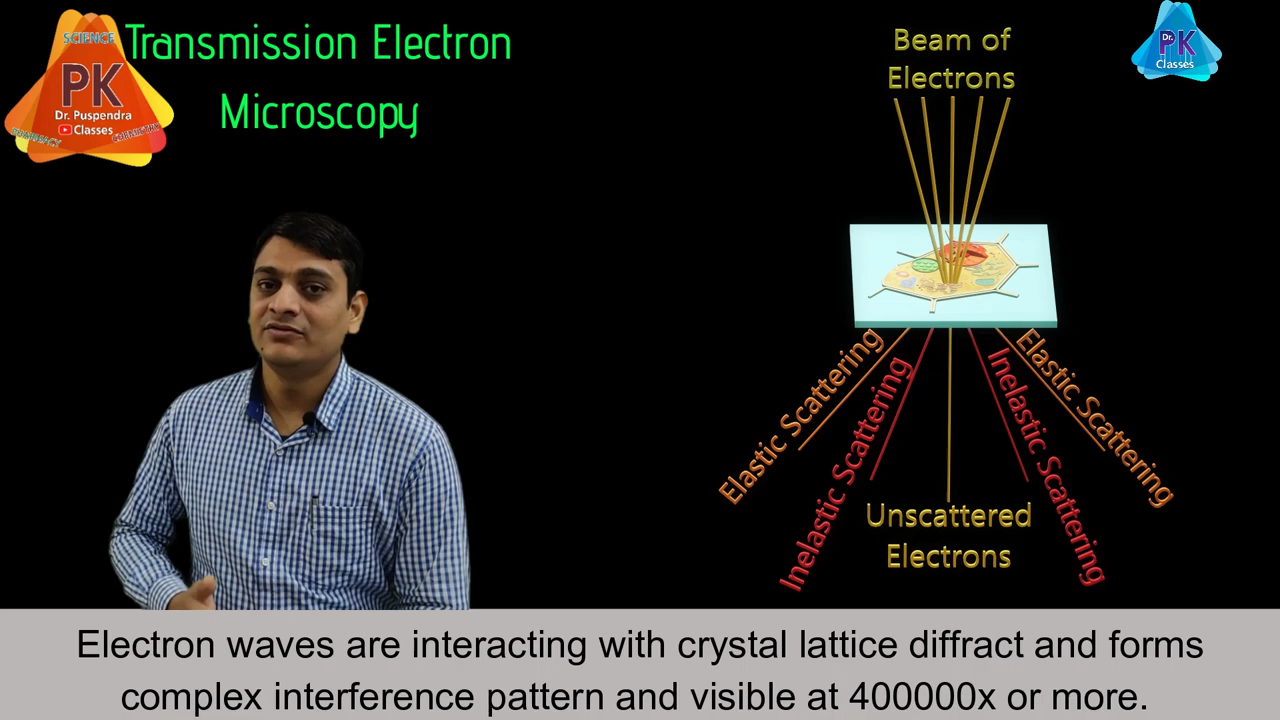 SCIENCE
PK
Dr. Puspendra
Classes
PHARMACY
CHEMISTRY
Transmission Electron
Microscopy
Beam of
Electrons
Dr.
PK
Classes
Elastic Scattering
Inelastic Scattering
Unscattered
Electrons
Inelastic Scattering
Elastic Scattering
Electron waves are interacting with crystal lattice diffract and forms
complex interference pattern and visible at 400000x or more.